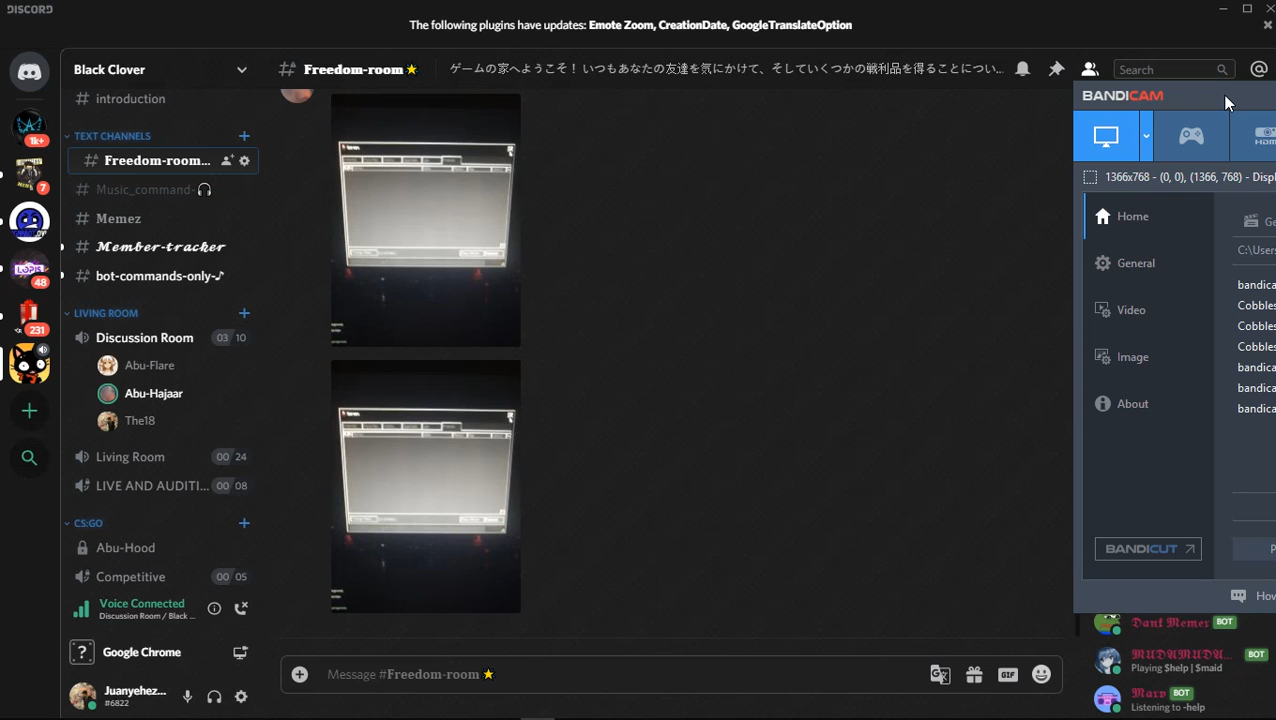 DISCORD
The following plugins have updates: Emote Zoom, CreationDate, GoogleTranslateOption
Black Clover
# Freedom-room
ゲームの家へようこそ！ いつもあなたの友達を気にかけて、そしていくつかの戦利品を得ることについ...
Search
# introduction
TEXT CHANNELS
# Freedom-room...
# Music_command-
# Memez
# Member-tracker
# bot-commands-only-♪
LIVING ROOM
Discussion Room 03 10
Abu-Flare
Abu-Hajaar
The18
Living Room 00 24
LIVE AND AUDITI... 00 08
CS:GO
Abu-Hood
Competitive 00 05
Voice Connected
Discussion Room / Black ...
Google Chrome
Juanyehez...
#6822
1k+
7
48
231
LOPIS
Message #Freedom-room
GIF
BANDICAM
1366x768 - (0, 0), (1366, 768) - Displ
Home
General
Video
Image
About
BANDICUT
Ge
C:\Users
bandica
Cobbles
Cobbles
Cobbles
bandica
bandica
bandica
P
How
Dank Memer BOT
MUDAMUDA... BOT
Playing $help | $maid
Marv BOT
Listening to -help